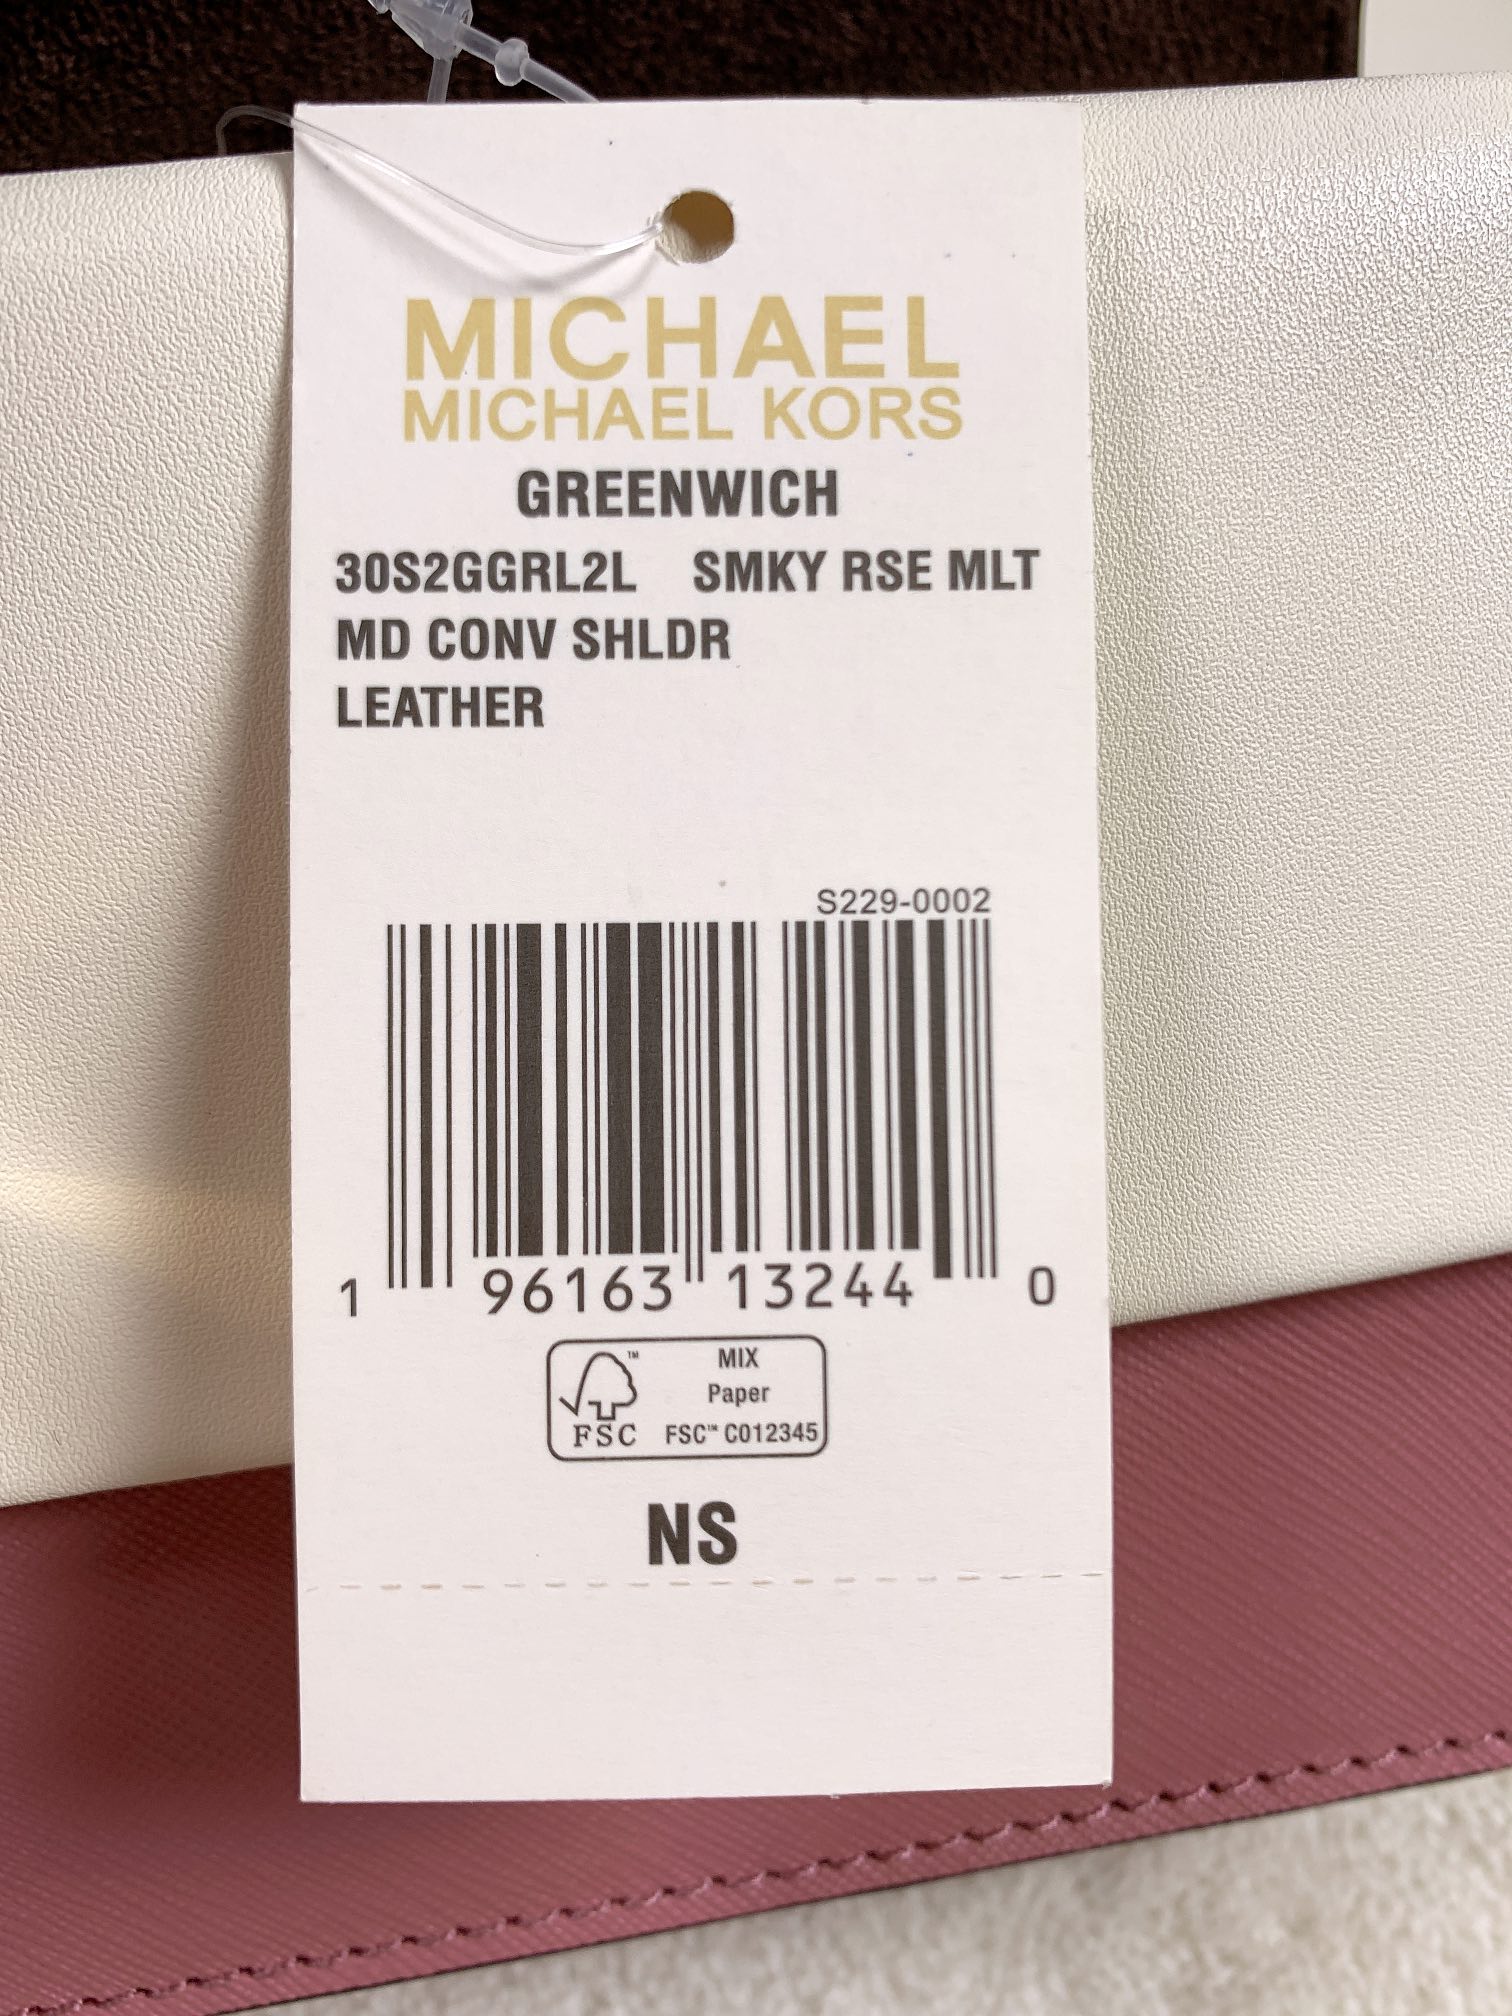 MICHAEL
MICHAEL KORS
GREENWICH
30S2GGRL2L SMKY RSE MLT
MD CONV SHLDR
LEATHER
S229-0002
1 96163 13244 0
FSC
MIX
Paper
FSC™ C012345
NS